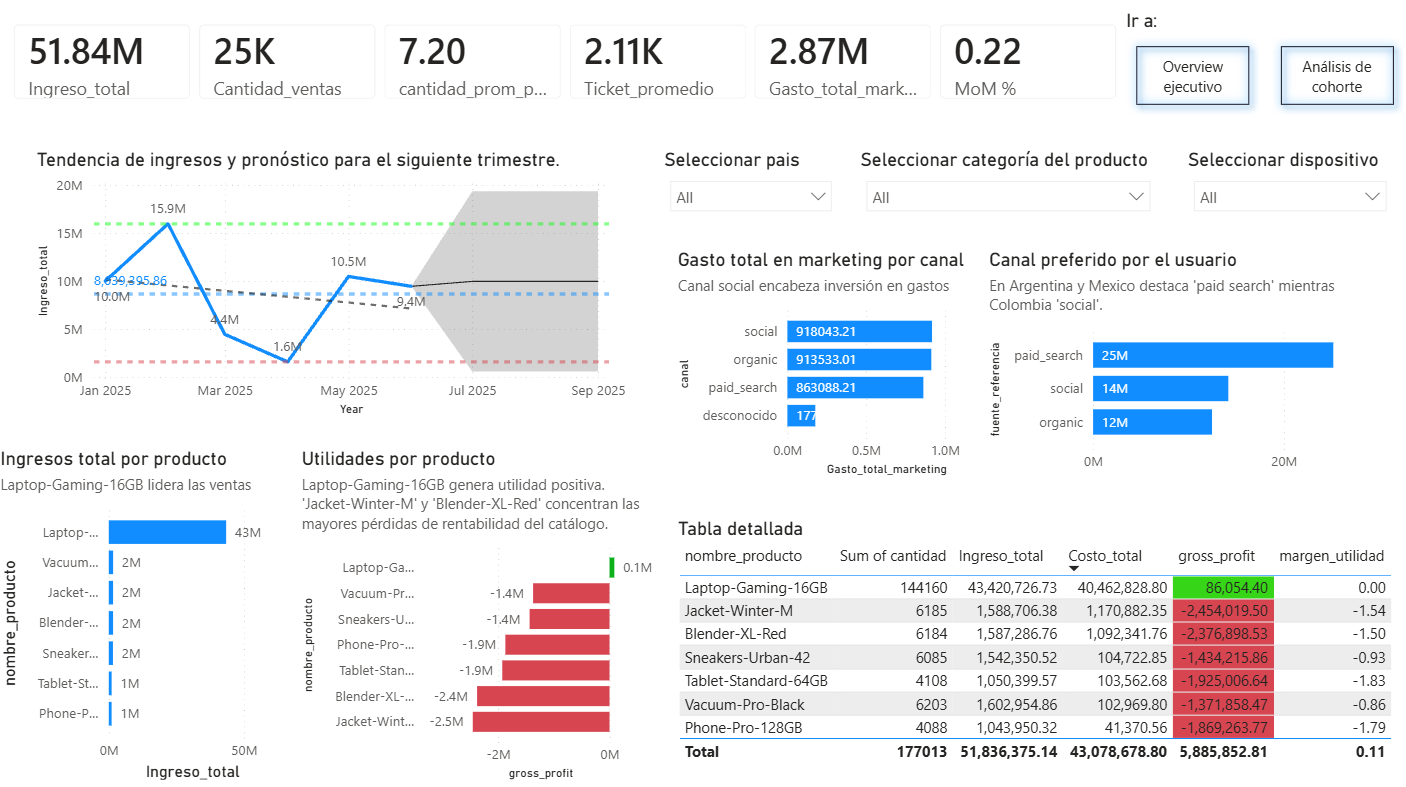 51.84M
Ingreso_total
25K
Cantidad_ventas
7.20
cantidad_prom_p...
2.11K
Ticket_promedio
2.87M
Gasto_total_mark...
0.22
MoM %
Ir a:
Overview
ejecutivo
Análisis de
cohorte
Tendencia de ingresos y pronóstico para el siguiente trimestre.
Ingreso_total
20M
15M
10M
5M
0M
15.9M
8,639,395.86
10.0M
4.4M
1.6M
10.5M
9.4M
Jan 2025
Mar 2025
May 2025
Jul 2025
Sep 2025
Year
Seleccionar pais
All
Seleccionar categoría del producto
All
Seleccionar dispositivo
All
Gasto total en marketing por canal
Canal social encabeza inversión en gastos
canal
social
918043.21
organic
913533.01
paid_search
863088.21
desconocido
177
0.0M
0.5M
1.0M
Gasto_total_marketing
Canal preferido por el usuario
En Argentina y Mexico destaca 'paid search' mientras
Colombia 'social'.
fuente_referencia
paid_search
25M
social
14M
organic
12M
0M
20M
Ingresos total por producto
Laptop-Gaming-16GB lidera las ventas
nombre_producto
Laptop-...
43M
Vacuum...
2M
Jacket-...
2M
Blender-...
2M
Sneaker...
2M
Tablet-St...
1M
Phone-P...
1M
0M
50M
Ingreso_total
Utilidades por producto
Laptop-Gaming-16GB genera utilidad positiva.
'Jacket-Winter-M' y 'Blender-XL-Red' concentran las
mayores pérdidas de rentabilidad del catálogo.
nombre_producto
Laptop-Ga...
0.1M
Vacuum-Pr...
-1.4M
Sneakers-U...
-1.4M
Phone-Pro-...
-1.9M
Tablet-Stan...
-1.9M
Blender-XL-...
-2.4M
Jacket-Wint...
-2.5M
-2M
0M
gross_profit
Tabla detallada
nombre_producto Sum of cantidad Ingreso_total Costo_total gross_profit margen_utilidad
Laptop-Gaming-16GB 144160 43,420,726.73 40,462,828.80 86,054.40 0.00
Jacket-Winter-M 6185 1,588,706.38 1,170,882.35 -2,454,019.50 -1.54
Blender-XL-Red 6184 1,587,286.76 1,092,341.76 -2,376,898.53 -1.50
Sneakers-Urban-42 6085 1,542,350.52 104,722.85 -1,434,215.86 -0.93
Tablet-Standard-64GB 4108 1,050,399.57 103,562.68 -1,925,006.64 -1.83
Vacuum-Pro-Black 6203 1,602,954.86 102,969.80 -1,371,858.47 -0.86
Phone-Pro-128GB 4088 1,043,950.32 41,370.56 -1,869,263.77 -1.79
Total 177013 51,836,375.14 43,078,678.80 5,885,852.81 0.11